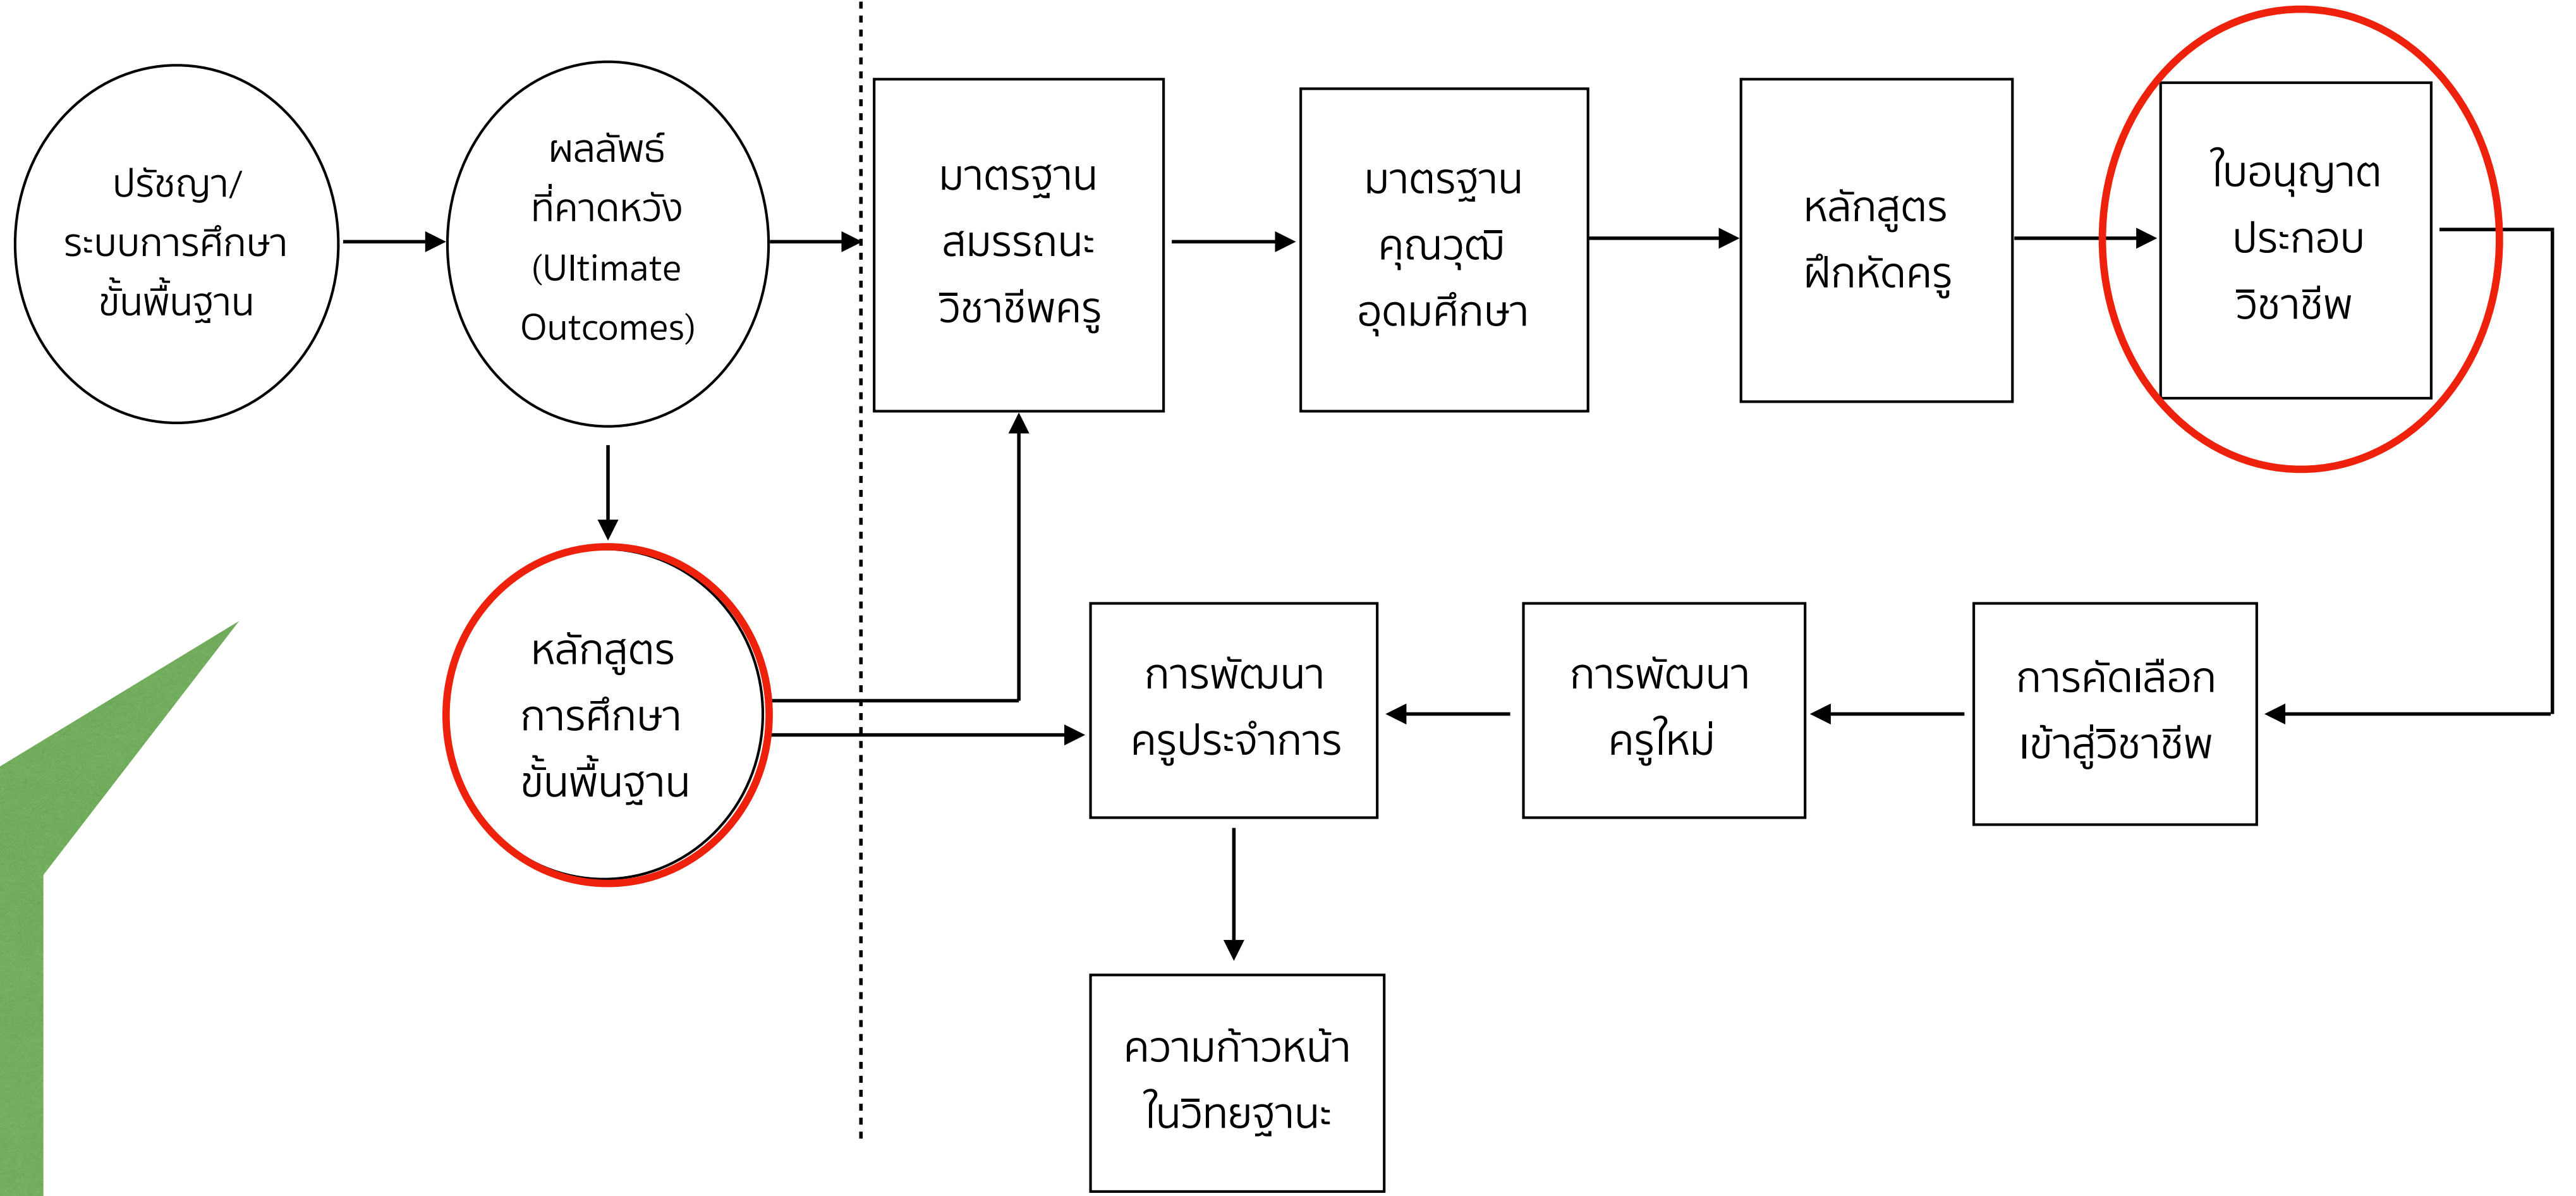 ปรัชญา/
ระบบการศึกษา
ขั้นพื้นฐาน
ผลลัพธ์
ที่คาดหวัง
(Ultimate
Outcomes)
มาตรฐาน
สมรรถนะ
วิชาชีพครู
มาตรฐาน
คุณวุฒิ
อุดมศึกษา
หลักสูตร
ฝึกหัดครู
ใบอนุญาต
ประกอบ
วิชาชีพ
หลักสูตร
การศึกษา
ขั้นพื้นฐาน
การพัฒนา
ครูประจำการ
การพัฒนา
ครูใหม่
การคัดเลือก
เข้าสู่วิชาชีพ
ความก้าวหน้า
ในวิทยฐานะ